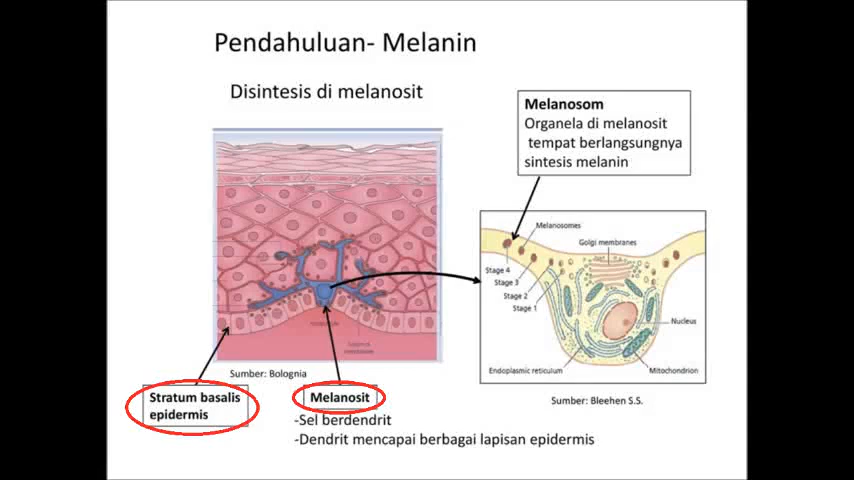 Pendahuluan- Melanin
Disintesis di melanosit
Melanosom
Organela di melanosit
tempat berlangsungnya
sintesis melanin
Melanosomes
Golgi membranes
Stage 4
Stage 3
Stage 2
Stage 1
Nucleus
Endoplasmic reticulum
Mitochondrion
Sumber: Bolognia
Sumber: Bleehen S.S.
Stratum basalis
epidermis
Melanosit
-Sel berdendrit
-Dendrit mencapai berbagai lapisan epidermis